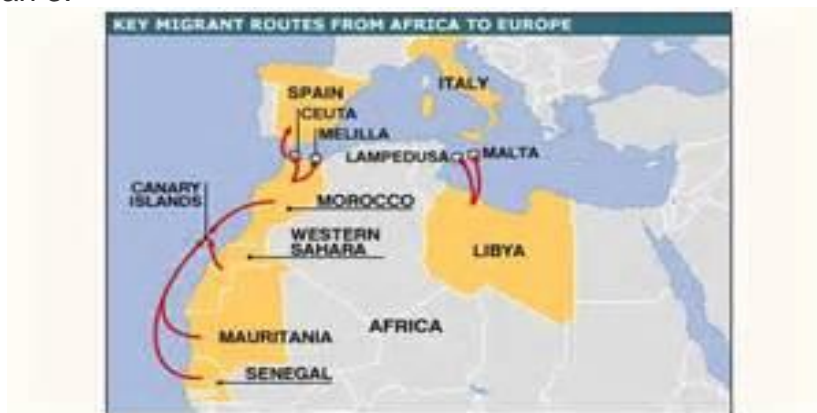 KEY MIGRANT ROUTES FROM AFRICA TO EUROPE
ITALY
SPAIN
CEUTA
MELILLA
LAMPEDUSA
MALTA
CANARY
ISLANDS
MOROCCO
WESTERN
SAHARA
LIBYA
AFRICA
MAURITANIA
SENEGAL